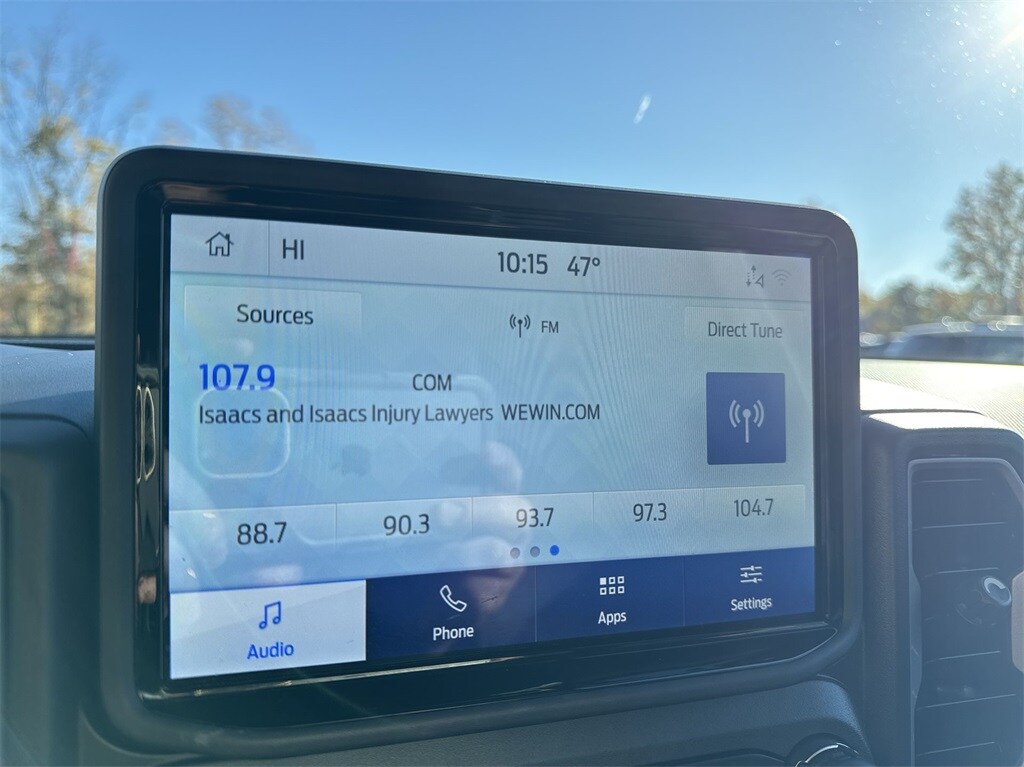 HI 10:15 47°
Sources FM Direct Tune
107.9 COM
Isaacs and Isaacs Injury Lawyers WEWIN.COM
88.7 90.3 93.7 97.3 104.7
Audio Phone Apps Settings